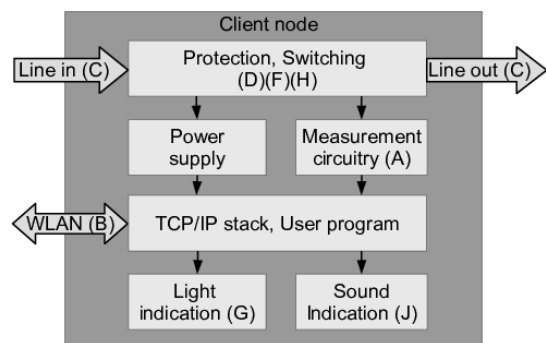 Client node
Line in (C)
Protection, Switching
(D)(F)(H)
Line out (C)
Power
supply
Measurement
circuitry (A)
WLAN (B)
TCP/IP stack, User program
Light
indication (G)
Sound
Indication (J)